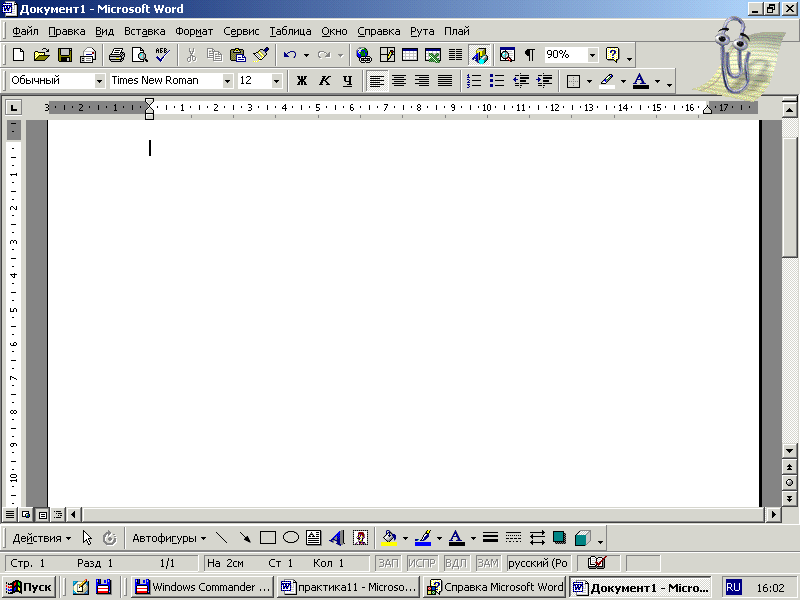 Документ1 - Microsoft Word
Файл Правка Вид Вставка Формат Сервис Таблица Окно Справка Рута Плай
ABC 90% ?
Обычный Times New Roman 12 Ж К Ч А
3 2 1 1 2 3 4 5 6 7 8 9 10 11 12 13 14 15 16 17
1
2
3
4
5
6
7
8
9
10
Действия Автофигуры А
Стр. 1 Разд 1 1/1 На 2см Ст 1 Кол 1 ЗАП ИСПР ВДЛ ЗАМ русский (Ро
Пуск Windows Commander ... практика11 - Microso... Справка Microsoft Word Документ1 - Micro... RU 16:02